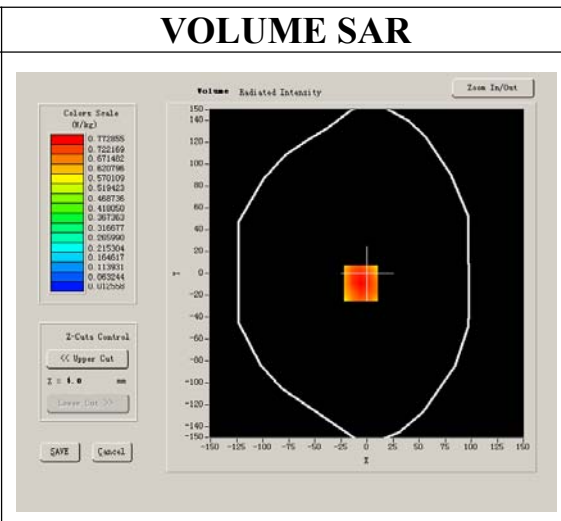 VOLUME SAR
Volume Radiated Intensity
Zoom In/Out
Colors Scale
(W/kg)
0.772855
0.722169
0.671482
0.620796
0.570109
0.519423
0.468736
0.418050
0.367363
0.316677
0.265990
0.215304
0.164617
0.113931
0.063244
0.012558
Z-Cuts Control
<< Upper Cut
Z = 4.0 mm
Lower Cut >>
SAVE
Cancel
150
140
120
100
80
60
40
20
0
-20
-40
-60
-80
-100
-120
-140
-150
Y
-150 -125 -100 -75 -50 -25 0 25 50 75 100 125 150
X